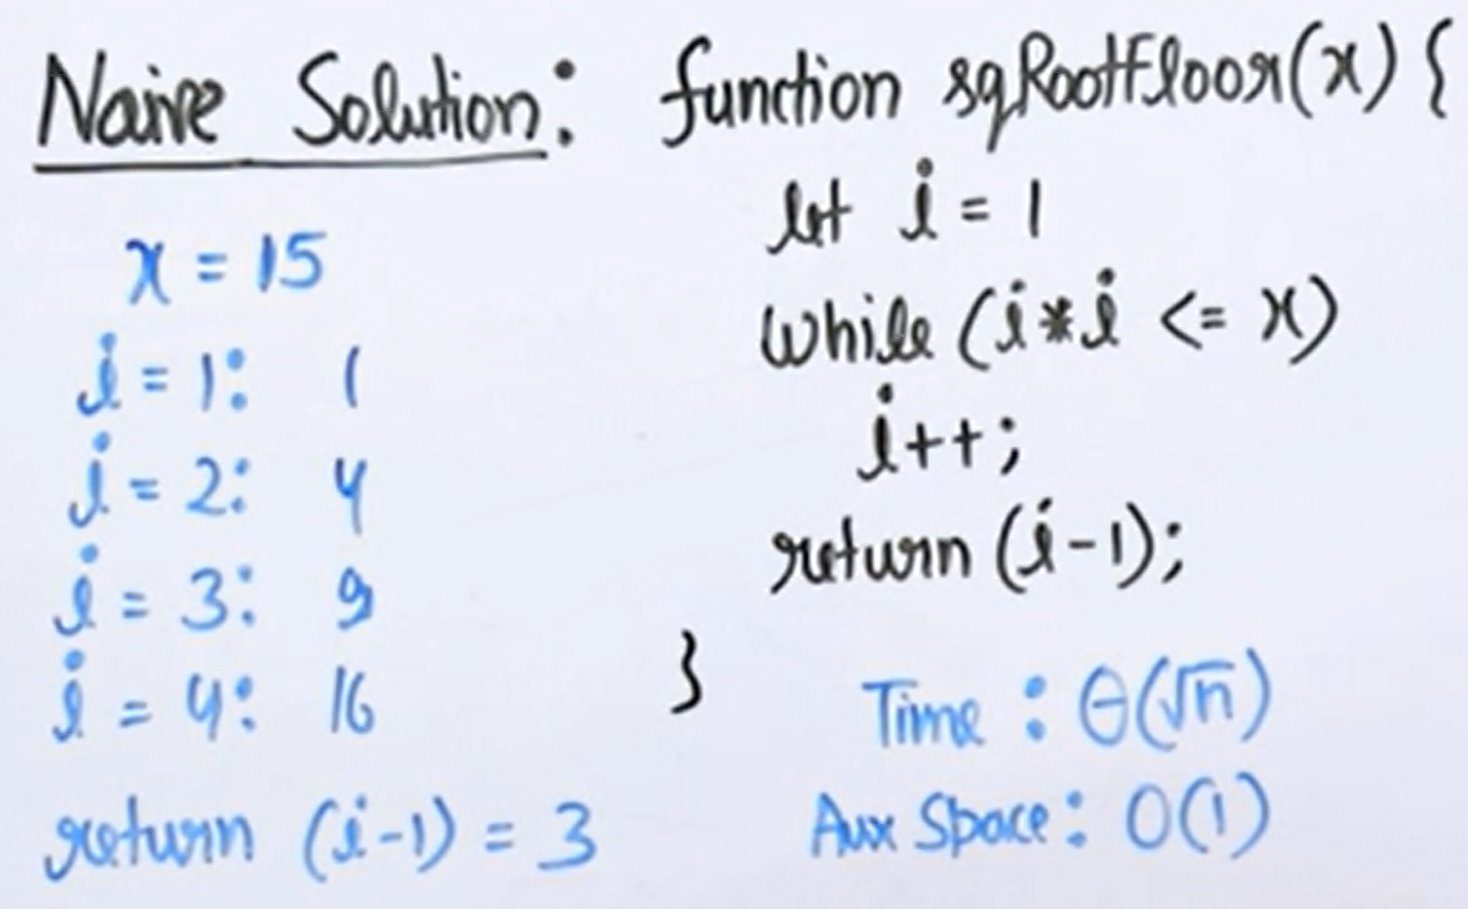 Naive Solution:
x = 15
i = 1: 1
i = 2: 4
i = 3: 9
i = 4: 16
return (i-1) = 3
function sqRootFloor(x) {
let i = 1
while (i*i <= x)
i++;
return (i-1);
}
Time : Θ(√n)
Aux Space: O(1)